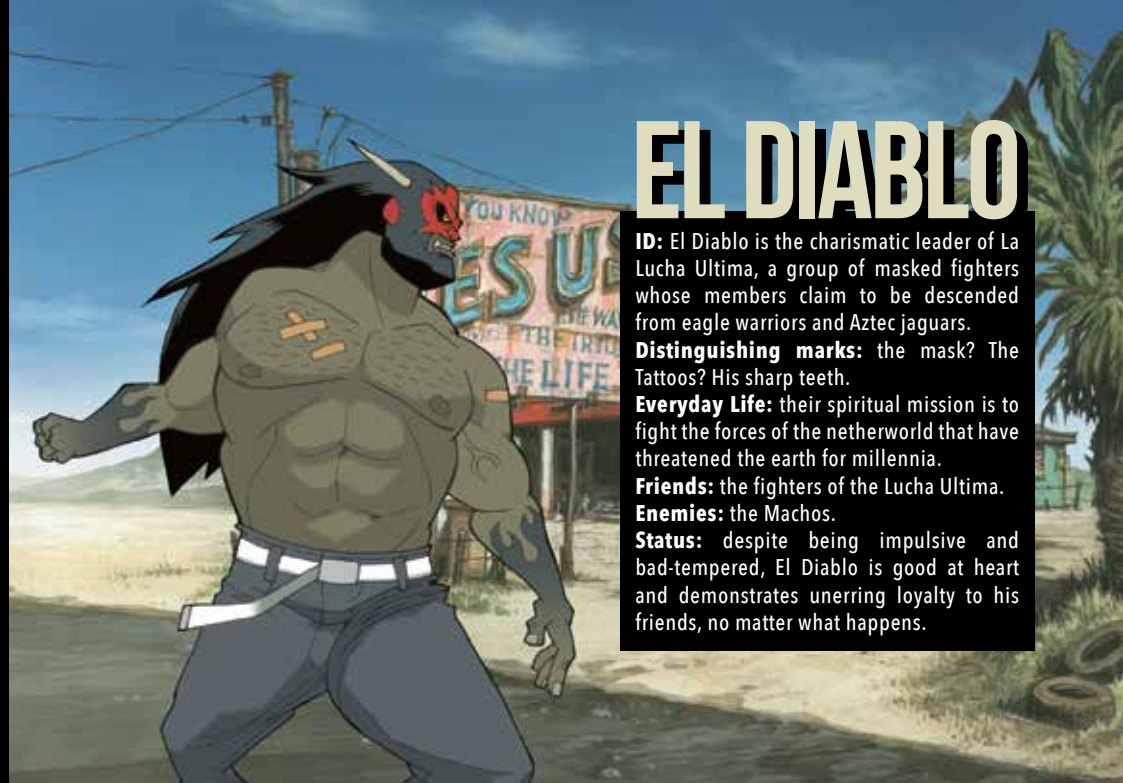 EL DIABLO
ID: El Diablo is the charismatic leader of La
Lucha Ultima, a group of masked fighters
whose members claim to be descended
from eagle warriors and Aztec jaguars.
Distinguishing marks: the mask? The
Tattoos? His sharp teeth.
Everyday Life: their spiritual mission is to
fight the forces of the netherworld that have
threatened the earth for millennia.
Friends: the fighters of the Lucha Ultima.
Enemies: the Machos.
Status: despite being impulsive and
bad-tempered, El Diablo is good at heart
and demonstrates unerring loyalty to his
friends, no matter what happens.
YOU KNOW
ESUS
THE
HE LIFE